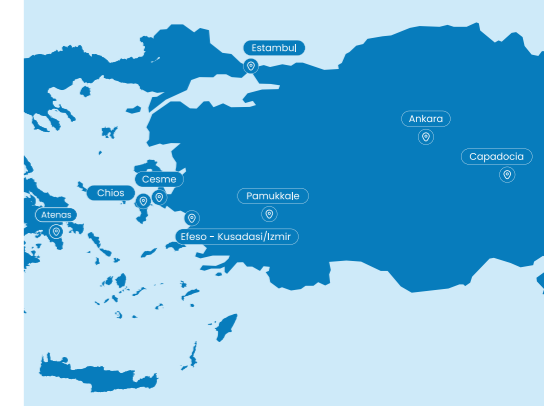 Estambul
Ankara
Capadocia
Cesme
Chios
Pamukkale
Atenas
Efeso - Kusadasi/Izmir